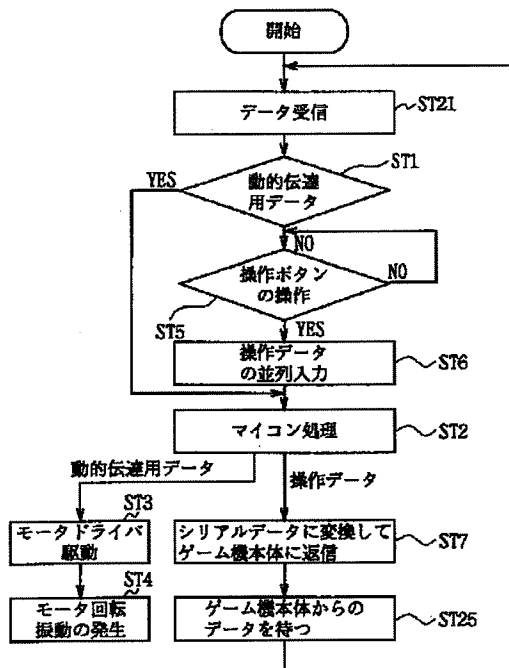 開始
データ受信
ST21
ST1
YES
動的伝達
用データ
NO
操作ボタン
の操作
NO
ST5
YES
操作データ
の並列入力
ST6
マイコン処理
ST2
動的伝達用データ
操作データ
ST3
モータドライバ
駆動
シリアルデータに変換して
ゲーム機本体に返信
ST7
ST4
モータ回転
振動の発生
ゲーム機本体からの
データを待つ
ST25